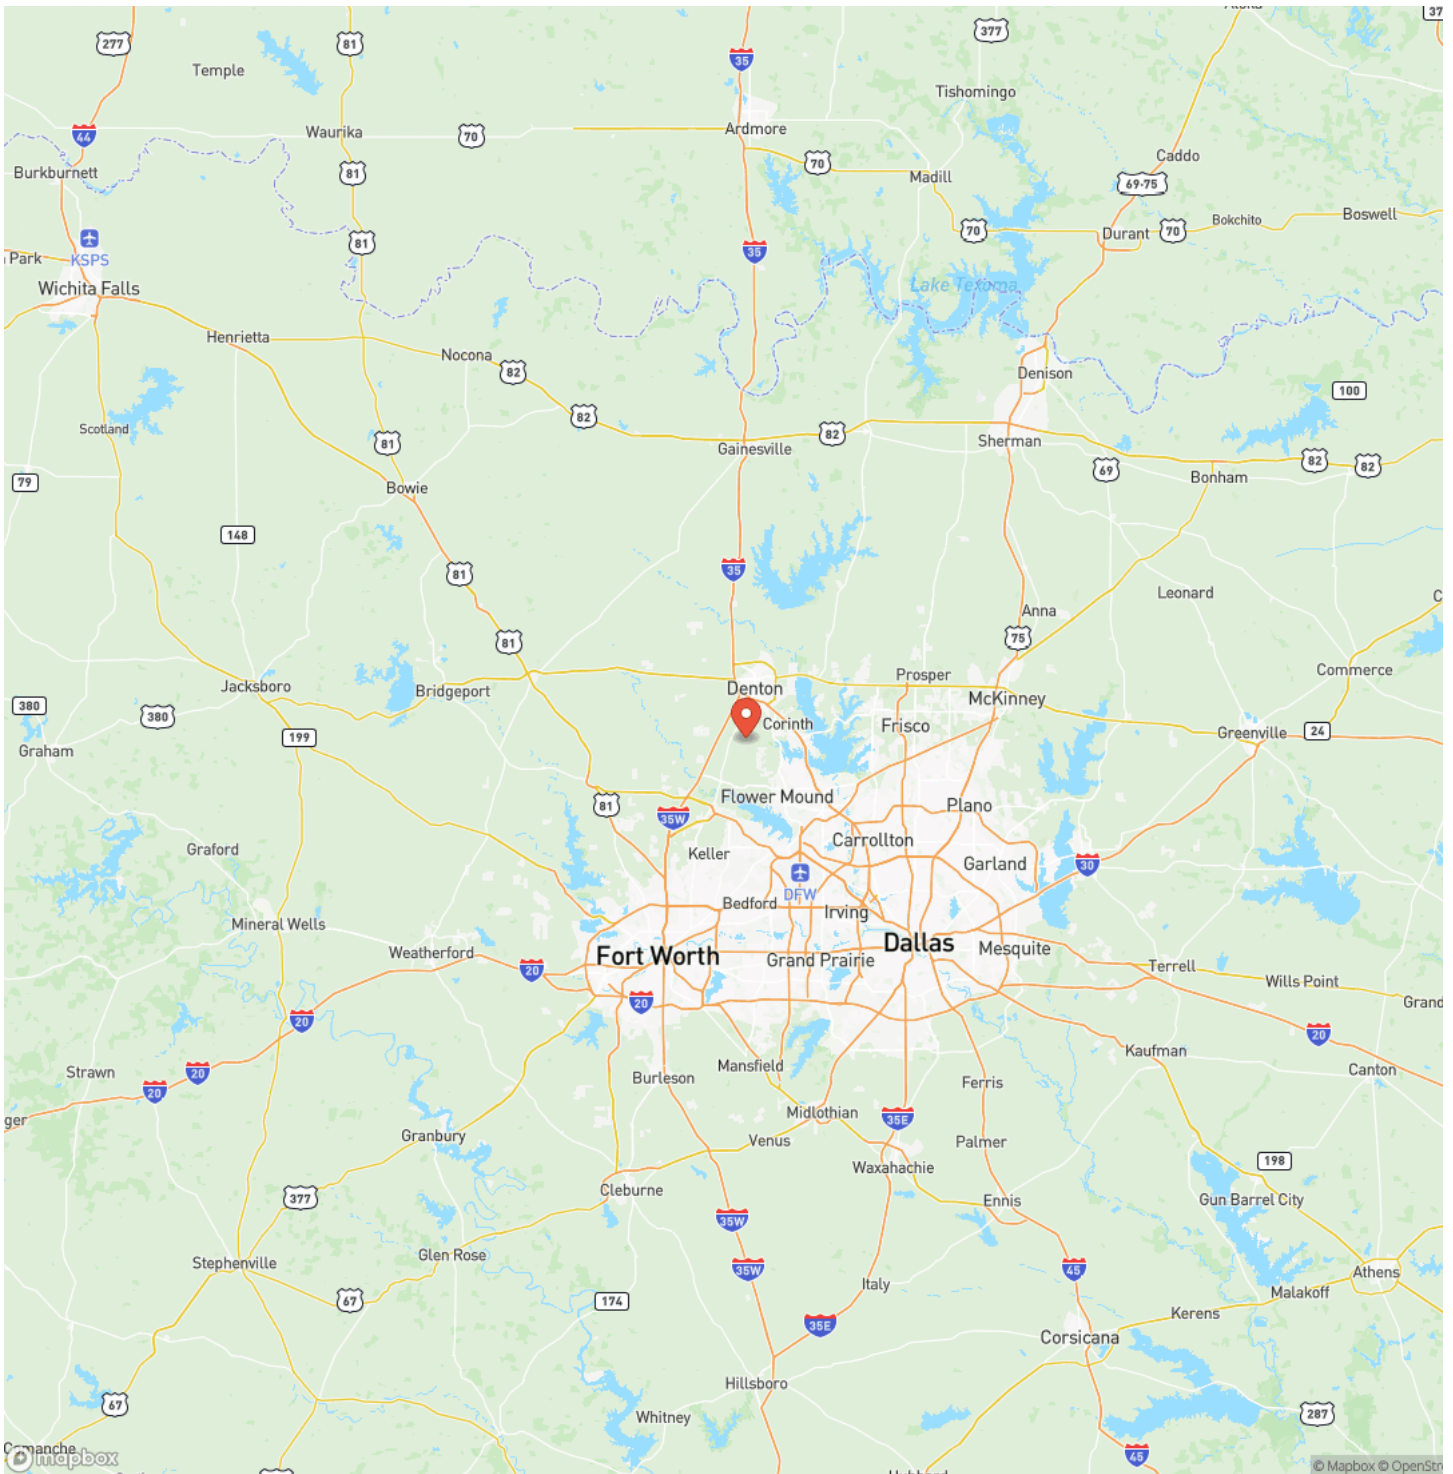 Aloka
37
277
81
35
377
Temple
Tishomingo
44
Waurika
70
Ardmore
70
Caddo
Burkburnett
81
Madill
69-75
Boswell
Bokchito
81
70
Durant
70
Park
KSPS
35
Wichita Falls
Lake Texoma
Henrietta
Nocona
82
Denison
100
Scotland
82
81
82
Gainesville
Sherman
82
82
79
69
Bonham
Bowie
148
35
81
Leonard
Anna
C
81
75
Commerce
Jacksboro
Bridgeport
Denton
Prosper
McKinney
380
380
Corinth
Frisco
199
Greenville
24
Graham
Flower Mound
Plano
81
35W
Graford
Keller
Carrollton
Garland
30
DFW
Bedford
Irving
Mineral Wells
Weatherford
Fort Worth
Dallas
Mesquite
20
Grand Prairie
Terrell
Wills Point
Grand
20
20
20
Strawn
20
20
Mansfield
Kaufman
Burleson
Ferris
Canton
ger
Midlothian
35E
Granbury
Venus
Palmer
198
Waxahachie
377
Cleburne
Ennis
Gun Barrel City
35W
Glen Rose
Stephenville
35W
45
Athens
67
174
Italy
Malakoff
35E
Kerens
Corsicana
Hillsboro
67
Whitney
287
Comanche
mapbox
45
© Mapbox © OpenStre
Hubbard